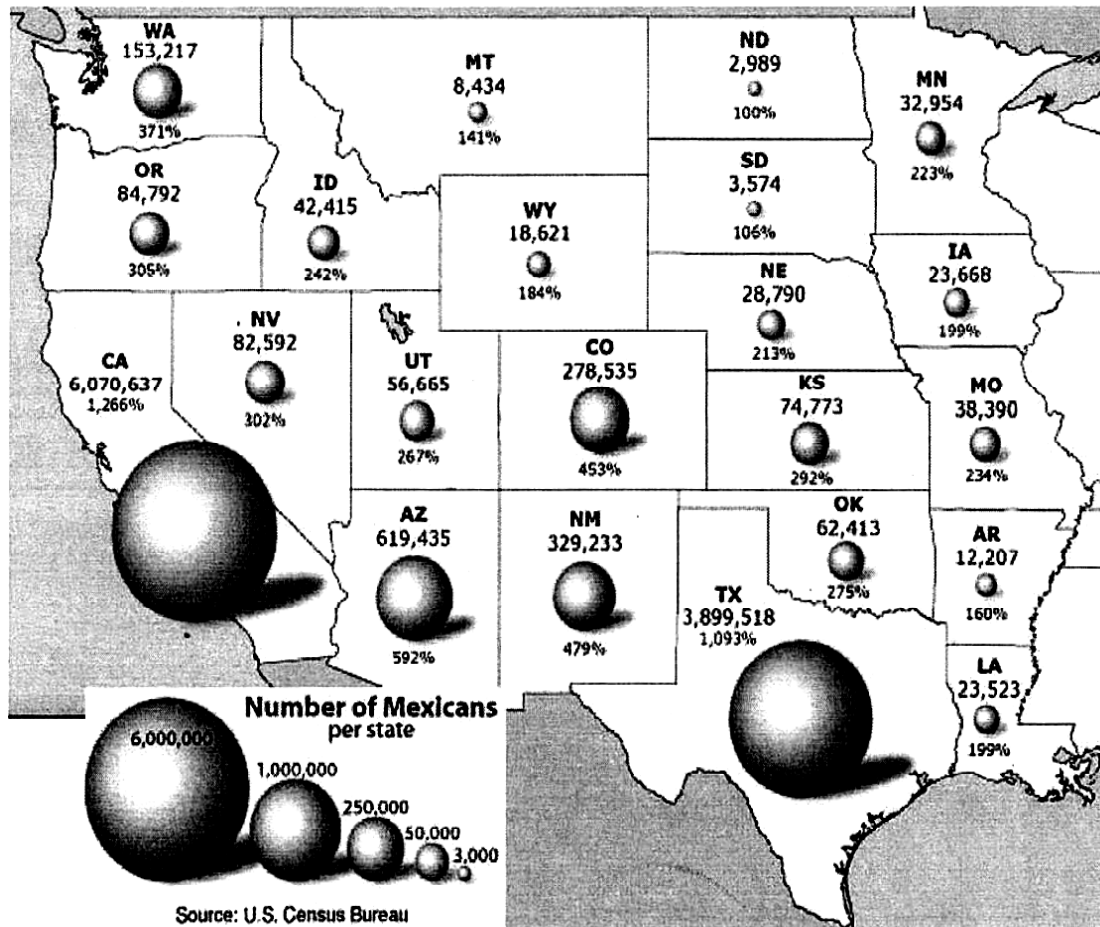 WA
153,217
371%
MT
8,434
141%
ND
2,989
100%
MN
32,954
223%
OR
84,792
305%
ID
42,415
242%
WY
18,621
184%
SD
3,574
106%
IA
23,668
199%
NE
28,790
213%
CA
6,070,637
1,266%
NV
82,592
302%
UT
56,665
267%
CO
278,535
453%
KS
74,773
292%
MO
38,390
234%
AZ
619,435
592%
NM
329,233
479%
TX
3,899,518
1,093%
OK
62,413
275%
AR
12,207
160%
LA
23,523
199%
Number of Mexicans
per state
6,000,000
1,000,000
250,000
50,000
3,000
Source: U.S. Census Bureau